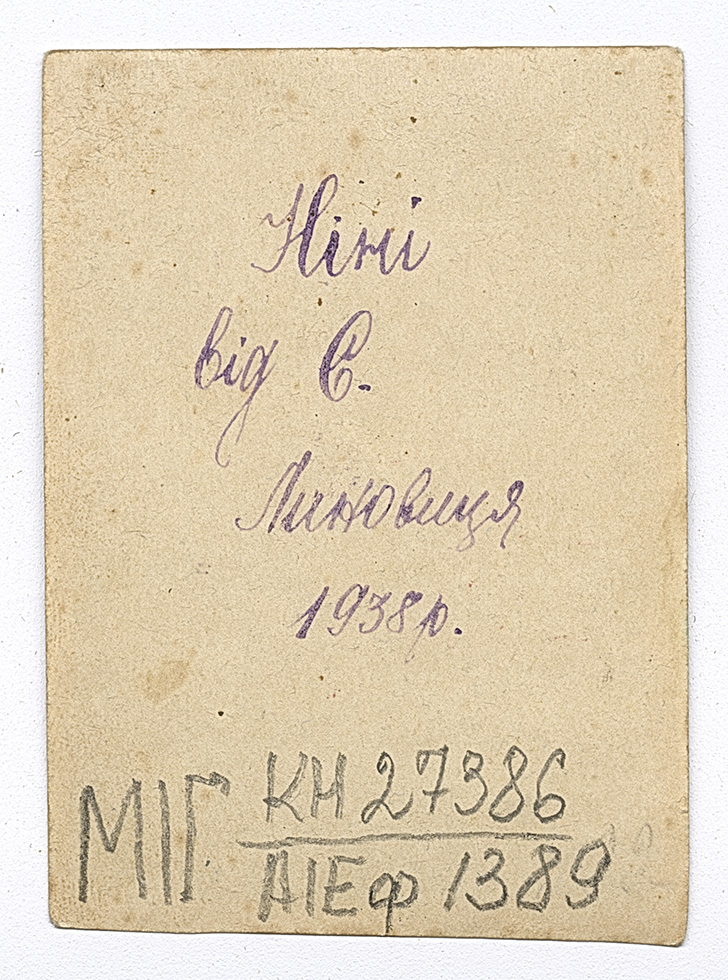 Ніні
від Є.
Линовиця
1938 р.
МІГ КН 27386
АІЕф 1389